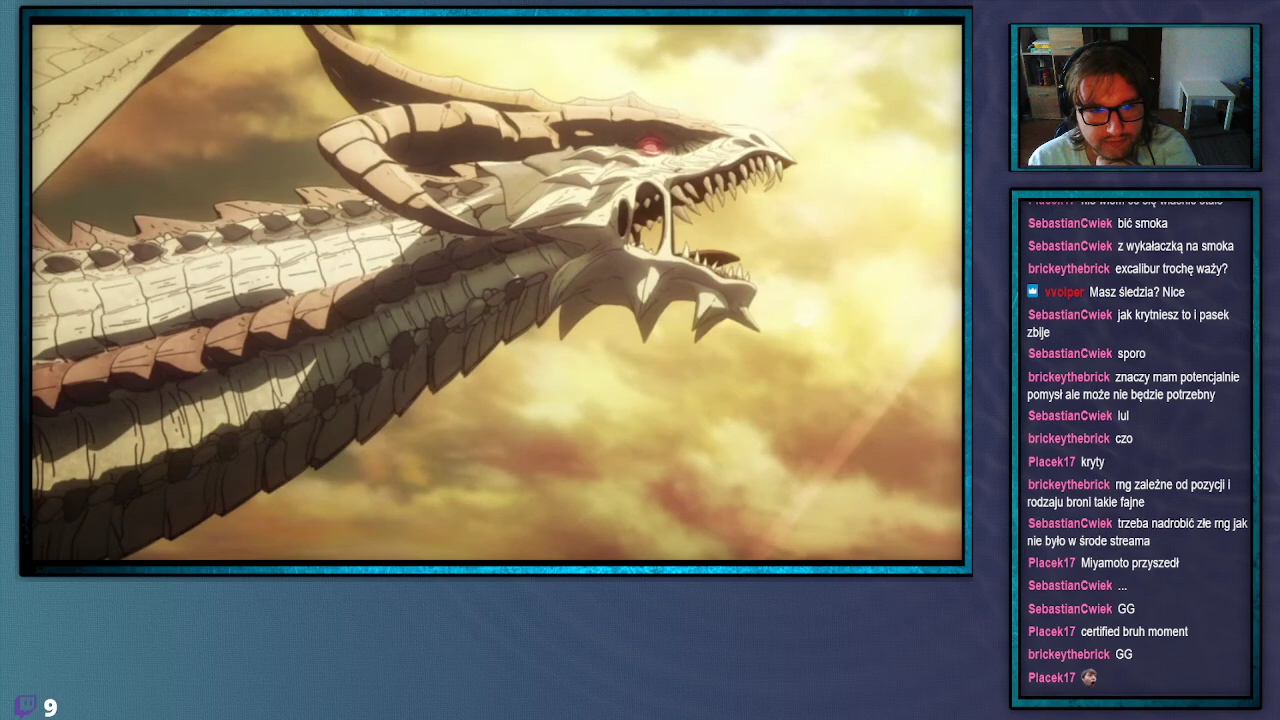 SebastianCwiek bić smoka
SebastianCwiek z wykałaczką na smoka
brickeythebrick excalibur trochę waży?
vvolper Masz śledzia? Nice
SebastianCwiek jak krytniesz to i pasek
zbije
SebastianCwiek sporo
brickeythebrick znaczy mam potencjalnie
pomysł ale może nie będzie potrzebny
SebastianCwiek lul
brickeythebrick czo
Placek17 kryty
brickeythebrick rng zależne od pozycji i
rodzaju broni takie fajne
SebastianCwiek trzeba nadrobić złe rng jak
nie było w środe streama
Placek17 Miyamoto przyszedł
SebastianCwiek ...
SebastianCwiek GG
Placek17 certified bruh moment
brickeythebrick GG
Placek17
9